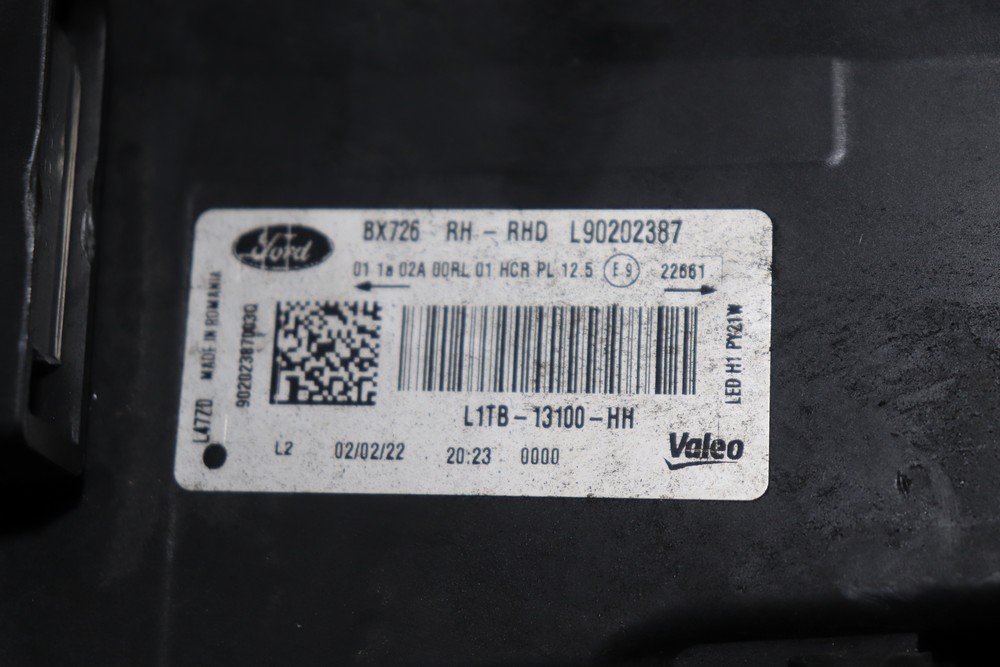 Ford
BX726 RH - RHD L90202387
01 1a 02A 00RL 01 HCR PL 12.5 E9 22661
L477D MADE IN ROMANIA
LED H1 PY21W
L1TB-13100-HH
L2 02/02/22 20:23 0000
Valeo